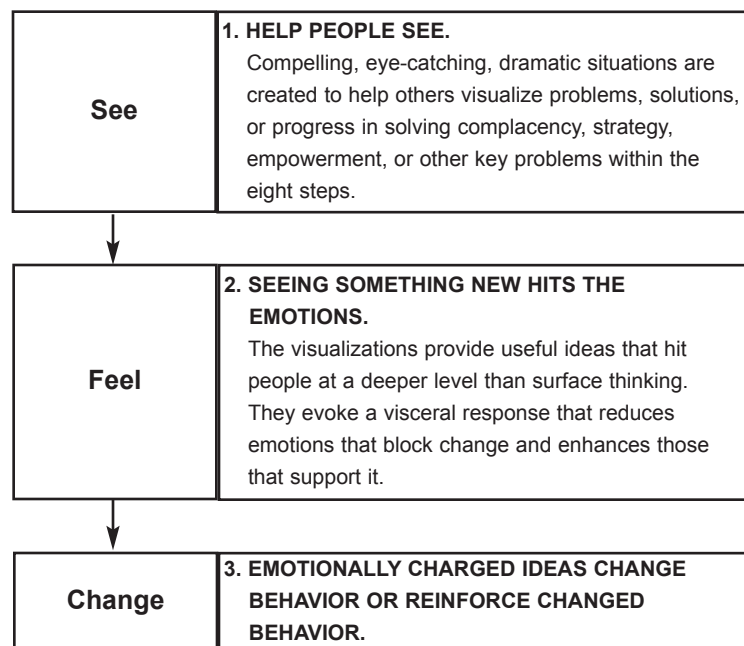 See
1. HELP PEOPLE SEE.
Compelling, eye-catching, dramatic situations are
created to help others visualize problems, solutions,
or progress in solving complacency, strategy,
empowerment, or other key problems within the
eight steps.
Feel
2. SEEING SOMETHING NEW HITS THE
EMOTIONS.
The visualizations provide useful ideas that hit
people at a deeper level than surface thinking.
They evoke a visceral response that reduces
emotions that block change and enhances those
that support it.
Change
3. EMOTIONALLY CHARGED IDEAS CHANGE
BEHAVIOR OR REINFORCE CHANGED
BEHAVIOR.